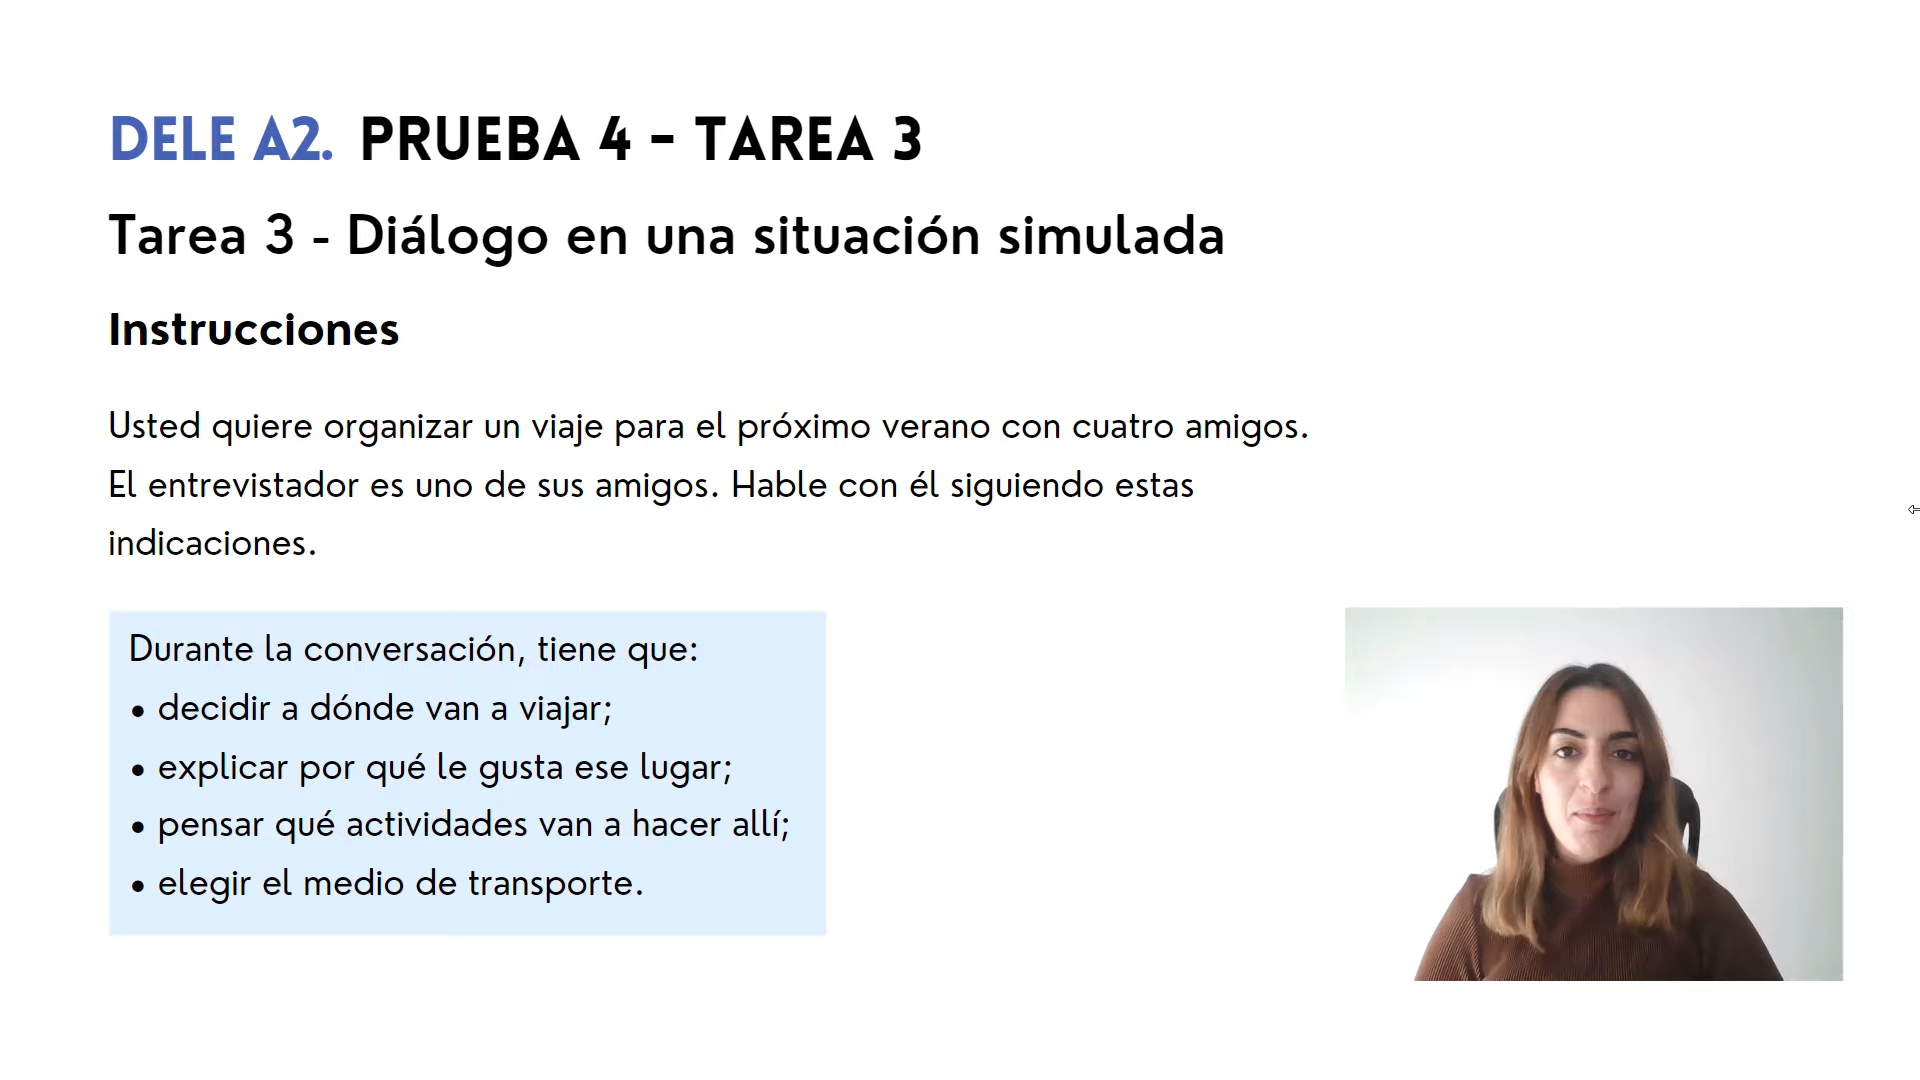 DELE A2. PRUEBA 4 - TAREA 3
Tarea 3 - Diálogo en una situación simulada
Instrucciones
Usted quiere organizar un viaje para el próximo verano con cuatro amigos.
El entrevistador es uno de sus amigos. Hable con él siguiendo estas
indicaciones.
Durante la conversación, tiene que:
• decidir a dónde van a viajar;
• explicar por qué le gusta ese lugar;
• pensar qué actividades van a hacer allí;
• elegir el medio de transporte.